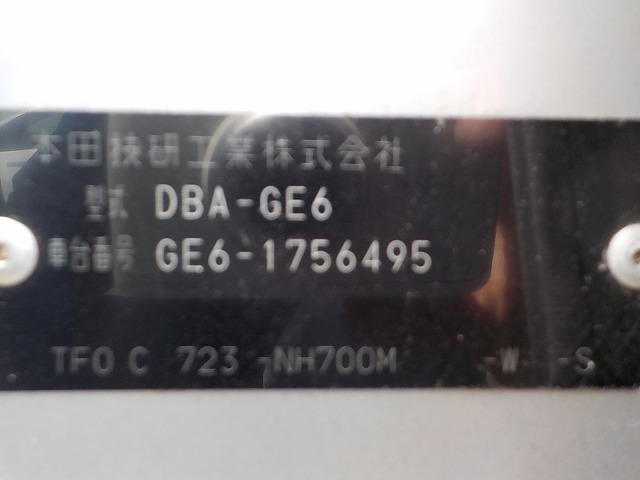 本田技研工業株式会社
型式 DBA-GE6
車台番号 GE6-1756495
TF0 C 723 -NH700M -W -S